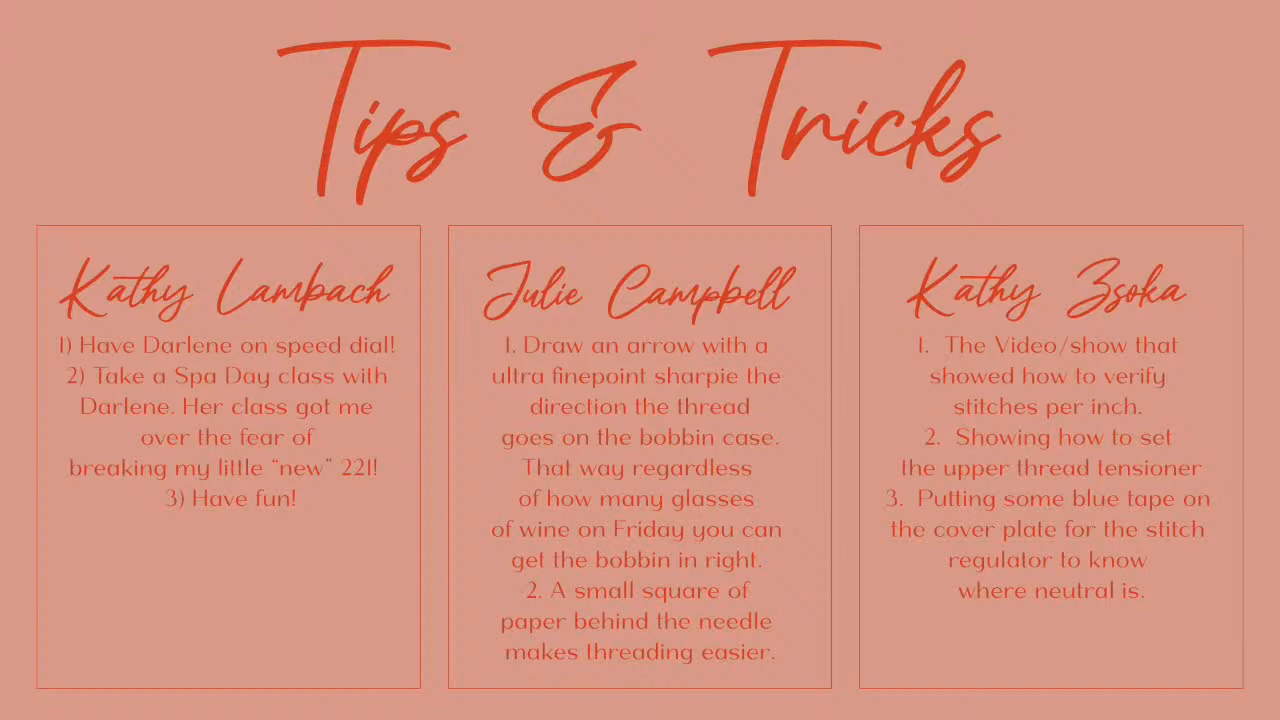 Tips & Tricks
Kathy Lambach
1) Have Darlene on speed dial!
2) Take a Spa Day class with
Darlene. Her class got me
over the fear of
breaking my little "new" 221!
3) Have fun!
Julie Campbell
1. Draw an arrow with a
ultra finepoint sharpie the
direction the thread
goes on the bobbin case.
That way regardless
of how many glasses
of wine on Friday you can
get the bobbin in right.
2. A small square of
paper behind the needle
makes threading easier.
Kathy Zsoka
1. The Video/show that
showed how to verify
stitches per inch.
2. Showing how to set
the upper thread tensioner
3. Putting some blue tape on
the cover plate for the stitch
regulator to know
where neutral is.